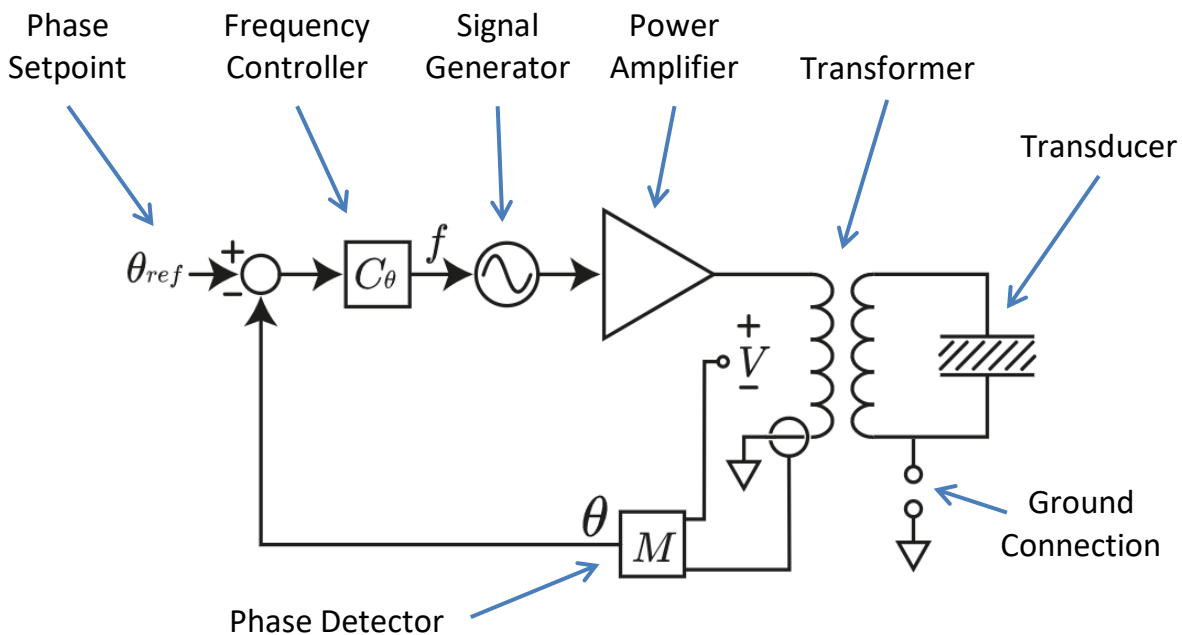 Phase
Setpoint
Frequency
Controller
Signal
Generator
Power
Amplifier
Transformer
Transducer
θref
+
−
Cθ
f
+
V
−
θ
M
Ground
Connection
Phase Detector